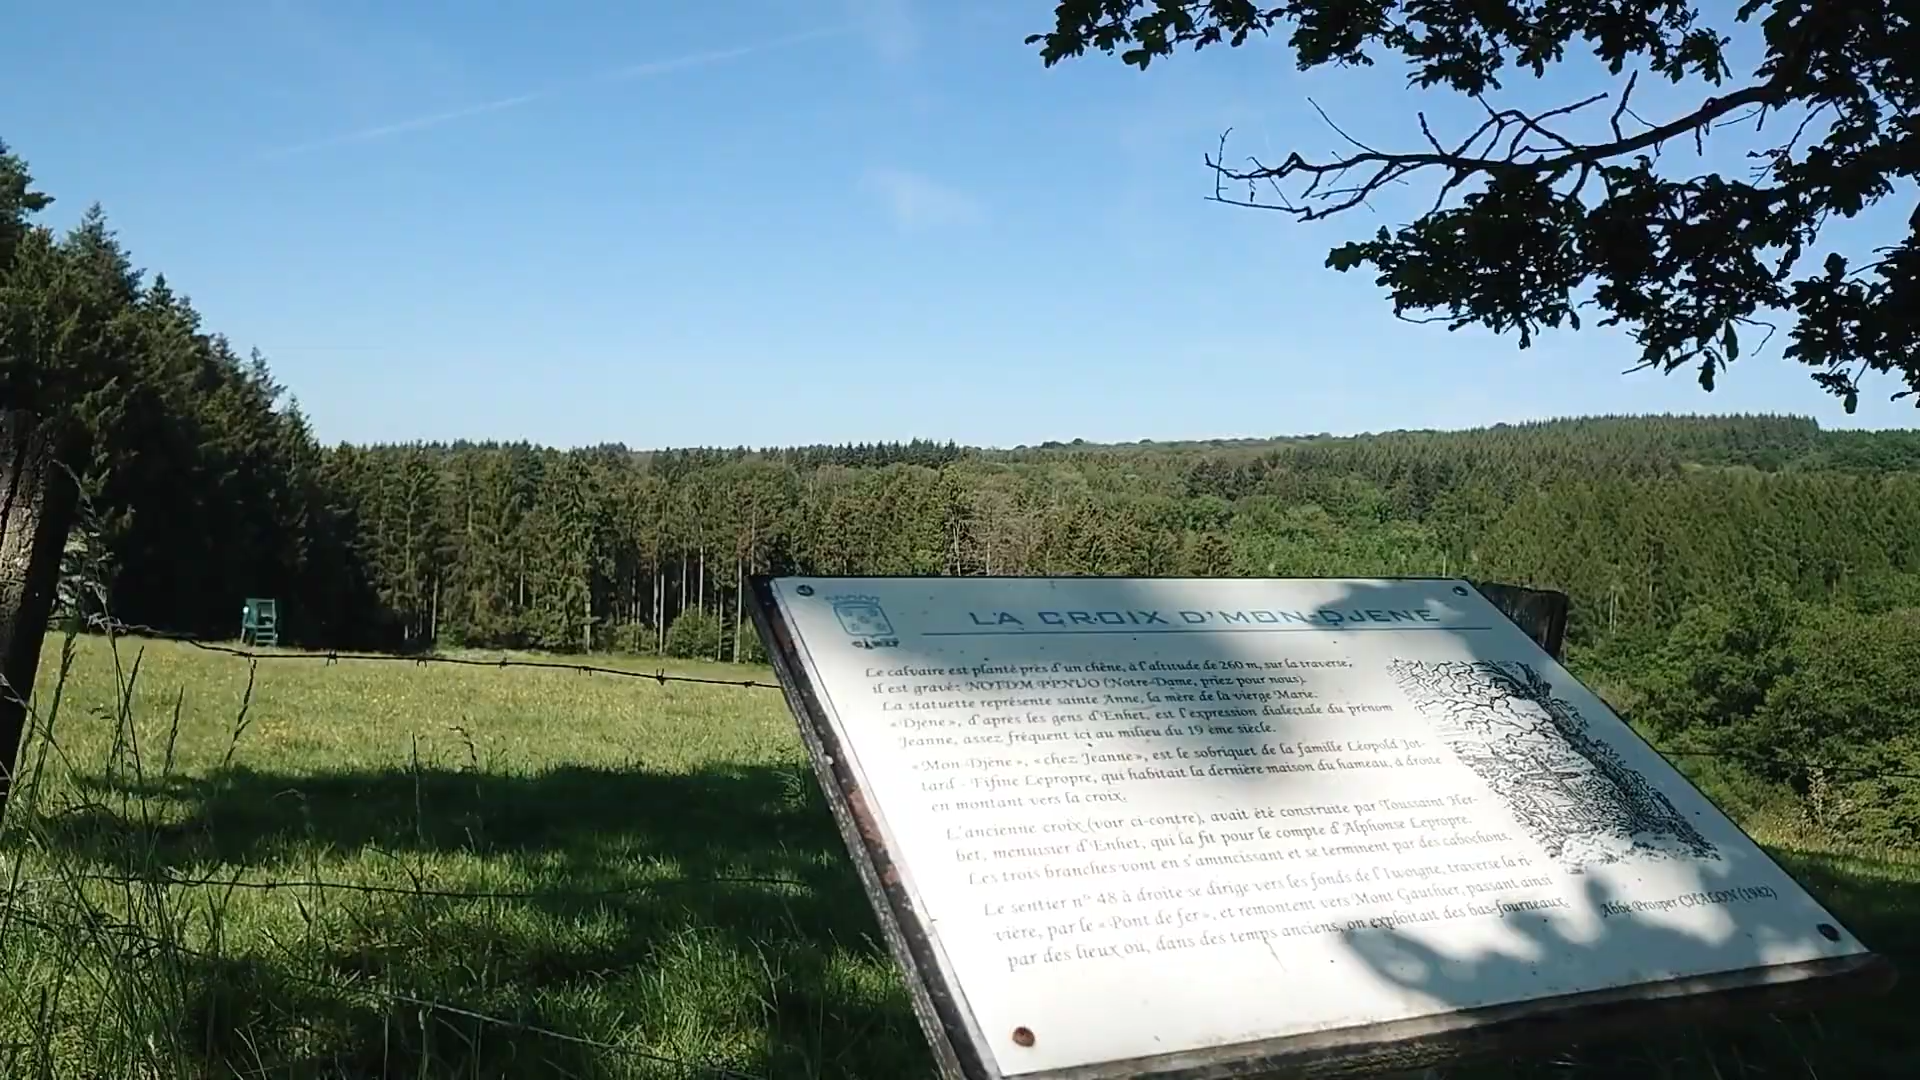 CINEY
LA CROIX D'MON-DJENE
Le calvaire est planté près d'un chêne, à l'altitude de 260 m, sur la traverse,
il est gravé: NOTDM PPNUO (Notre-Dame, priez pour nous).
La statuette représente sainte Anne, la mère de la vierge Marie.
«Djene», d'après les gens d'Enhet, est l'expression dialectale du prénom
Jeanne, assez fréquent ici au milieu du 19 ème siècle.
«Mon-Djène», «chez Jeanne», est le sobriquet de la famille Léopold Jot-
tard - Fifine Lepropre, qui habitait la dernière maison du hameau, à droite
en montant vers la croix.
L'ancienne croix (voir ci-contre), avait été construite par Toussaint Her-
bet, menuisier d'Enhet, qui la fit pour le compte d'Alphonse Lepropre.
Les trois branches vont en s'amincissant et se terminent par des cabochons.
Le sentier n° 48 à droite se dirige vers les fonds de l'Iwoigne, traverse la ri-
vière, par le «Pont de fer», et remontent vers Mont Gauthier, passant ainsi
par des lieux où, dans des temps anciens, on exploitait des bas-fourneaux.
Abbé Prosper (1982)